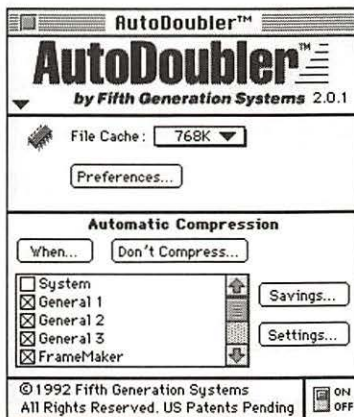 AutoDoubler™
AutoDoubler™
by Fifth Generation Systems 2.0.1
File Cache: 768K
Preferences...
Automatic Compression
When... Don't Compress...
System
General 1
General 2
General 3
FrameMaker
Savings...
Settings...
©1992 Fifth Generation Systems
All Rights Reserved. US Patents Pending
ON
OFF